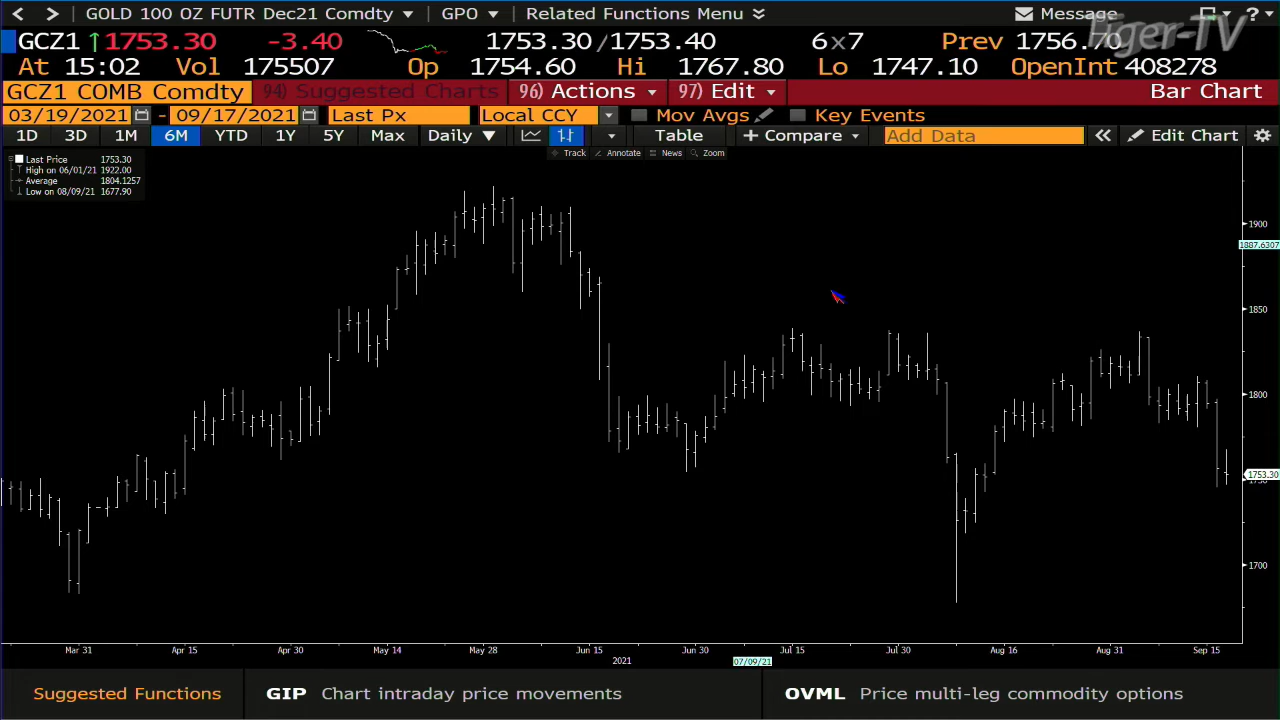 GOLD 100 OZ FUTR Dec21 Comdty GPO Related Functions Menu Message ?
Tiger-TV
GCZ1 ↑1753.30 -3.40 1753.30/1753.40 6x7 Prev 1756.70
At 15:02 Vol 175507 Op 1754.60 Hi 1767.80 Lo 1747.10 OpenInt 408278
GCZ1 COMB Comdty 94) Suggested Charts 96) Actions 97) Edit Bar Chart
03/19/2021 - 09/17/2021 Last Px Local CCY Mov Avgs Key Events
1D 3D 1M 6M YTD 1Y 5Y Max Daily ▼ Table + Compare Add Data « Edit Chart
Track Annotate News Zoom
Last Price 1753.30
High on 06/01/21 1922.00
Average 1804.1257
Low on 08/09/21 1677.90
1900
1887.6307
1850
1800
1753.30
1750
1700
Mar 31 Apr 15 Apr 30 May 14 May 28 Jun 15 Jun 30 Jul 15 Jul 30 Aug 16 Aug 31 Sep 15
2021 07/09/21
Suggested Functions GIP Chart intraday price movements OVML Price multi-leg commodity options